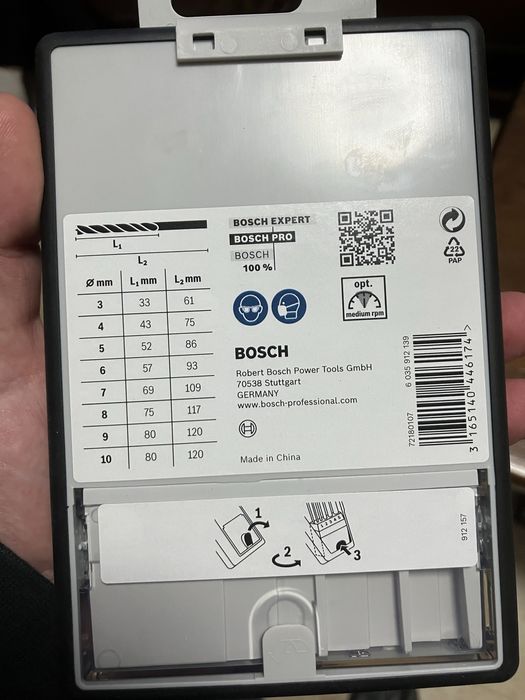 L₁
L₂
Ø mm L₁ mm L₂ mm
3 33 61
4 43 75
5 52 86
6 57 93
7 69 109
8 75 117
9 80 120
10 80 120
BOSCH EXPERT
BOSCH PRO
BOSCH
100 %
opt.
medium rpm
22
PAP
BOSCH
Robert Bosch Power Tools GmbH
70538 Stuttgart
GERMANY
www.bosch-professional.com
Made in China
72180107
6 035 912 139
3 165140 446174 >
1
2
3
912 157